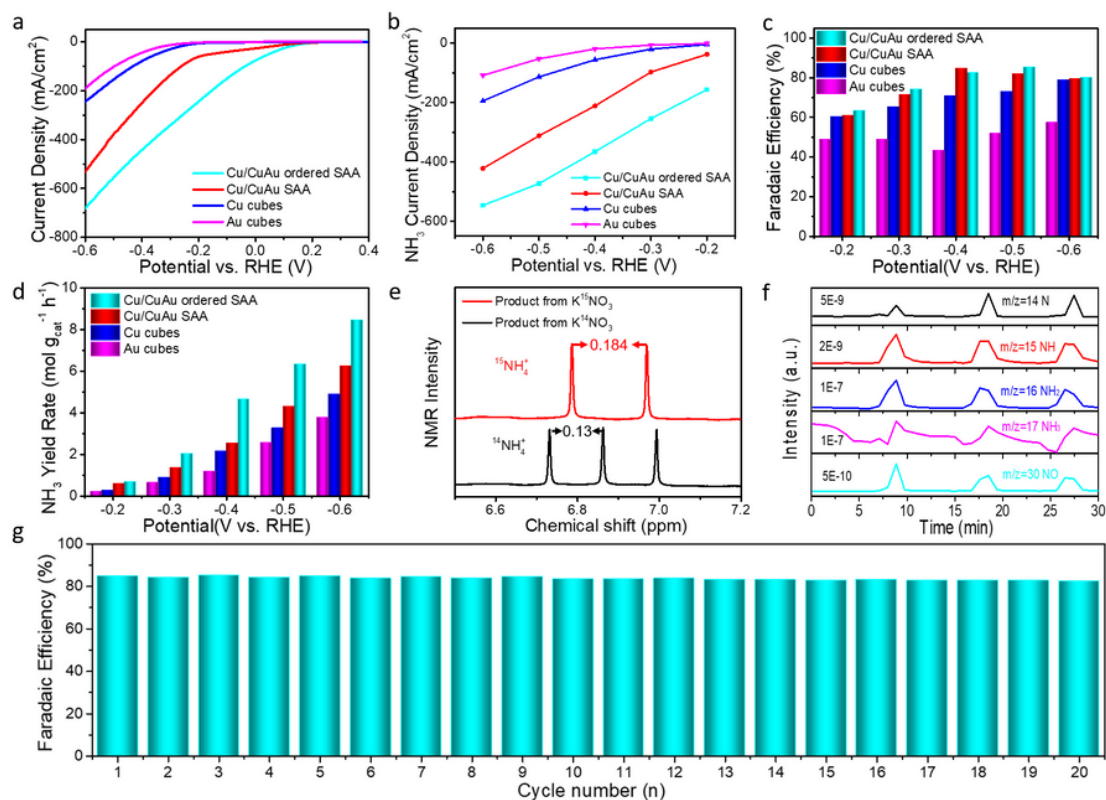 a
Current Density (mA/cm²)
0
-200
-400
-600
-800
-0.6
-0.4
-0.2
0.0
0.2
0.4
Potential vs. RHE (V)
Cu/CuAu ordered SAA
Cu/CuAu SAA
Cu cubes
Au cubes
b
NH₃ Current Density (mA/cm²)
0
-200
-400
-600
-0.6
-0.5
-0.4
-0.3
-0.2
Potential vs. RHE (V)
Cu/CuAu ordered SAA
Cu/CuAu SAA
Cu cubes
Au cubes
c
Faradaic Efficiency (%)
100
80
60
40
20
0
-0.2
-0.3
-0.4
-0.5
-0.6
Potential(V vs. RHE)
Cu/CuAu ordered SAA
Cu/CuAu SAA
Cu cubes
Au cubes
d
NH₃ Yield Rate (mol gcat⁻¹ h⁻¹)
10
8
6
4
2
0
-0.2
-0.3
-0.4
-0.5
-0.6
Potential(V vs. RHE)
Cu/CuAu ordered SAA
Cu/CuAu SAA
Cu cubes
Au cubes
e
NMR Intensity
Product from K¹⁵NO₃
Product from K¹⁴NO₃
0.184
¹⁵NH₄⁺
0.13
¹⁴NH₄⁺
6.6
6.8
7.0
7.2
Chemical shift (ppm)
f
Intensity (a.u.)
5E-9
m/z=14 N
2E-9
m/z=15 NH
1E-7
m/z=16 NH₂
1E-7
m/z=17 NH₃
5E-10
m/z=30 NO
0
5
10
15
20
25
30
Time (min)
g
Faradaic Efficiency (%)
100
80
60
40
20
0
1
2
3
4
5
6
7
8
9
10
11
12
13
14
15
16
17
18
19
20
Cycle number (n)